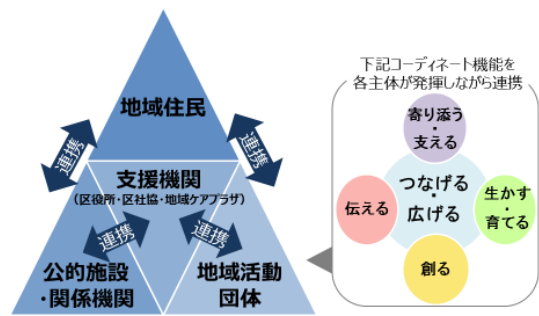 下記コーディネート機能を
各主体が発揮しながら連携
地域住民
連携
連携
支援機関
(区役所・区社協・地域ケアプラザ)
連携
連携
公的施設
・関係機関
地域活動
団体
寄り添う
・
支える
つなげる
・
広げる
伝える
生かす
・
育てる
創る